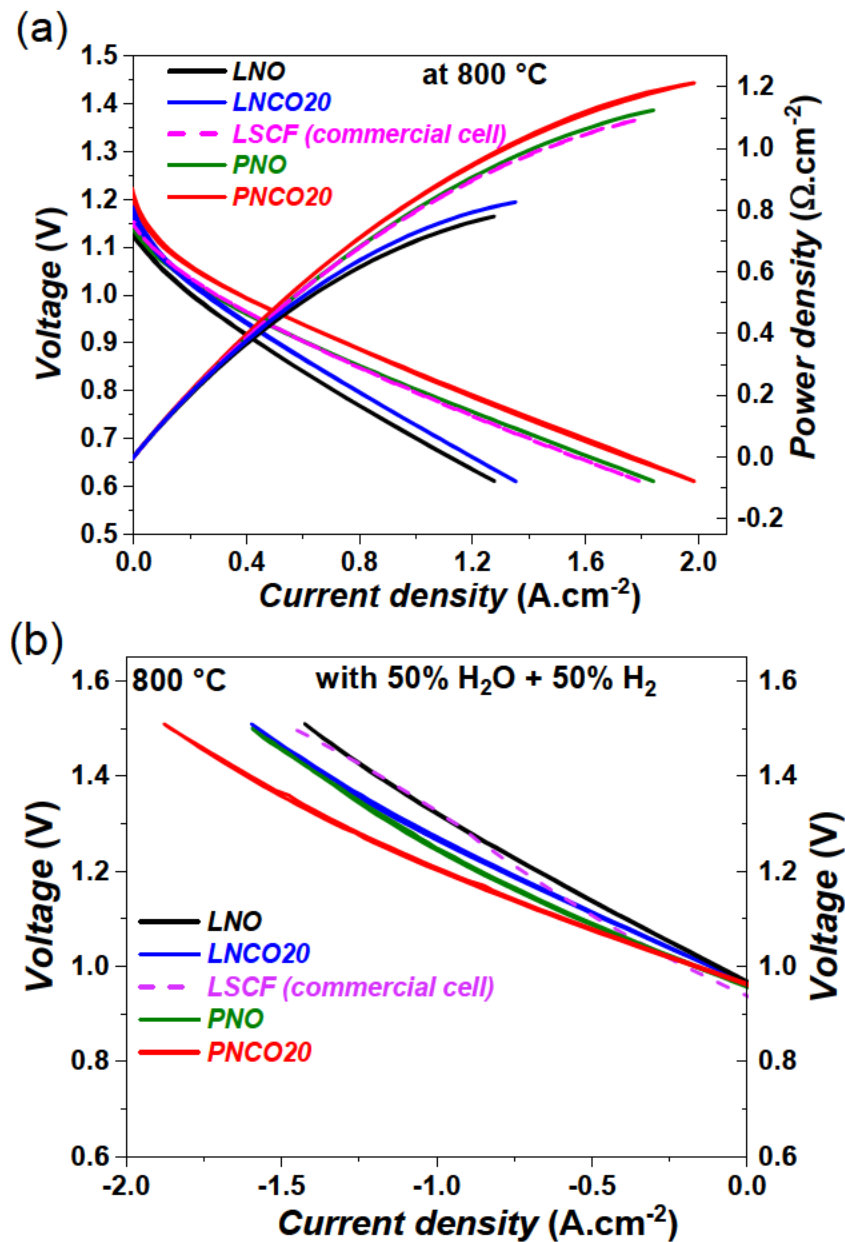 (a)
at 800 °C
LNO
LNCO20
LSCF (commercial cell)
PNO
PNCO20
1.5
1.4
1.3
1.2
1.1
1.0
0.9
0.8
0.7
0.6
0.5
Voltage (V)
1.2
1.0
0.8
0.6
0.4
0.2
0.0
-0.2
Power density (Ω.cm⁻²)
0.0 0.4 0.8 1.2 1.6 2.0
Current density (A.cm⁻²)
(b)
800 °C with 50% H₂O + 50% H₂
LNO
LNCO20
LSCF (commercial cell)
PNO
PNCO20
1.6
1.4
1.2
1.0
0.8
0.6
Voltage (V)
1.6
1.4
1.2
1.0
0.8
0.6
Voltage (V)
-2.0 -1.5 -1.0 -0.5 0.0
Current density (A.cm⁻²)